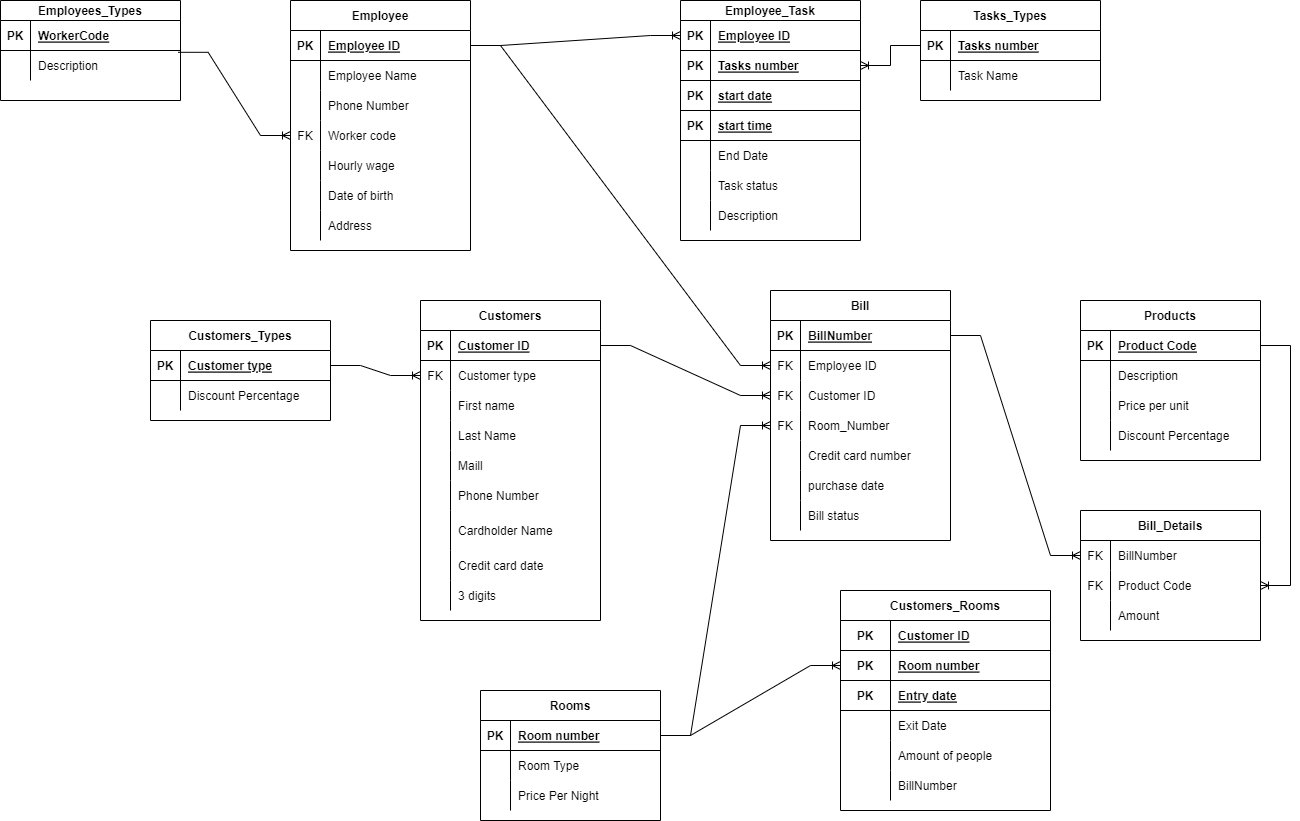 Employees_Types
PK WorkerCode
Description
Employee
PK Employee ID
Employee Name
Phone Number
FK Worker code
Hourly wage
Date of birth
Address
Employee_Task
PK Employee ID
PK Tasks number
PK start date
PK start time
End Date
Task status
Description
Tasks_Types
PK Tasks number
Task Name
Customers_Types
PK Customer type
Discount Percentage
Customers
PK Customer ID
FK Customer type
First name
Last Name
Maill
Phone Number
Cardholder Name
Credit card date
3 digits
Bill
PK BillNumber
FK Employee ID
FK Customer ID
FK Room_Number
Credit card number
purchase date
Bill status
Products
PK Product Code
Description
Price per unit
Discount Percentage
Bill_Details
FK BillNumber
FK Product Code
Amount
Customers_Rooms
PK Customer ID
PK Room number
PK Entry date
Exit Date
Amount of people
BillNumber
Rooms
PK Room number
Room Type
Price Per Night